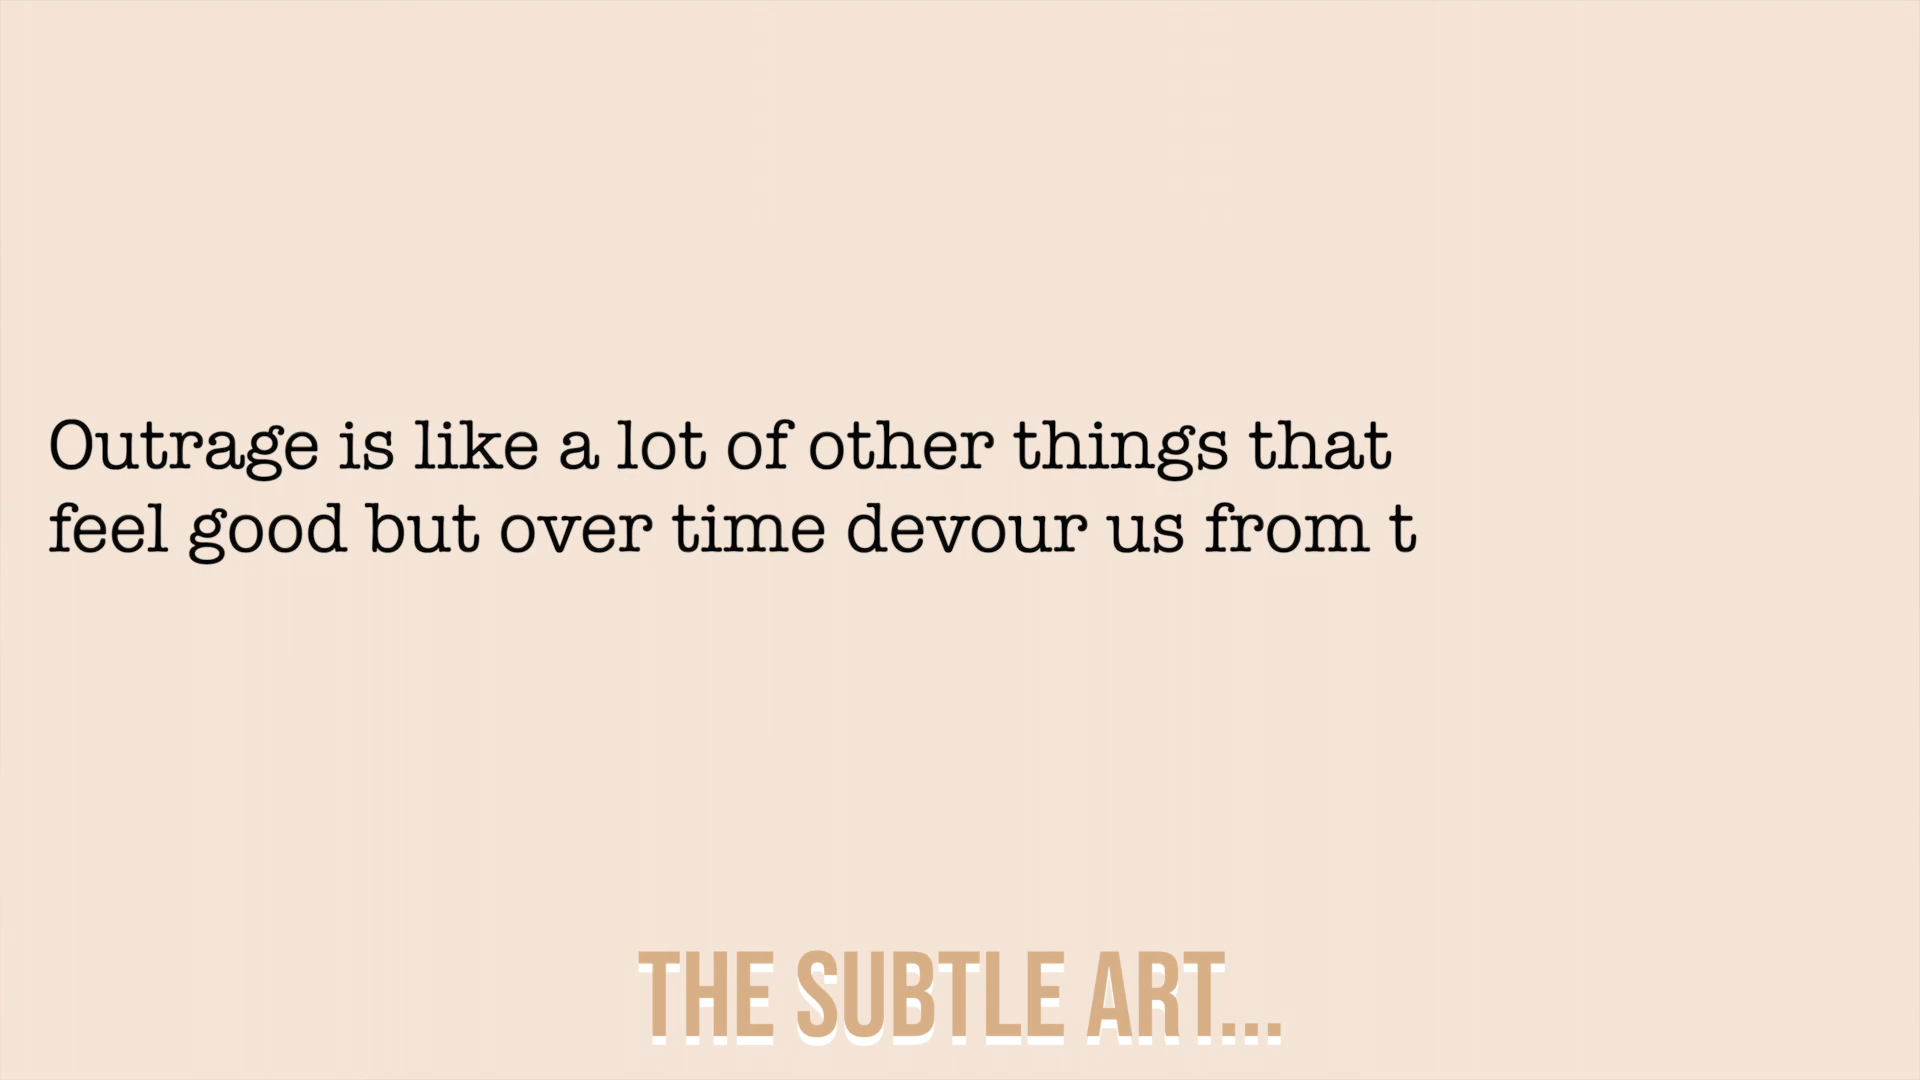 Outrage is like a lot of other things that
feel good but over time devour us from t
THE SUBTLE ART...